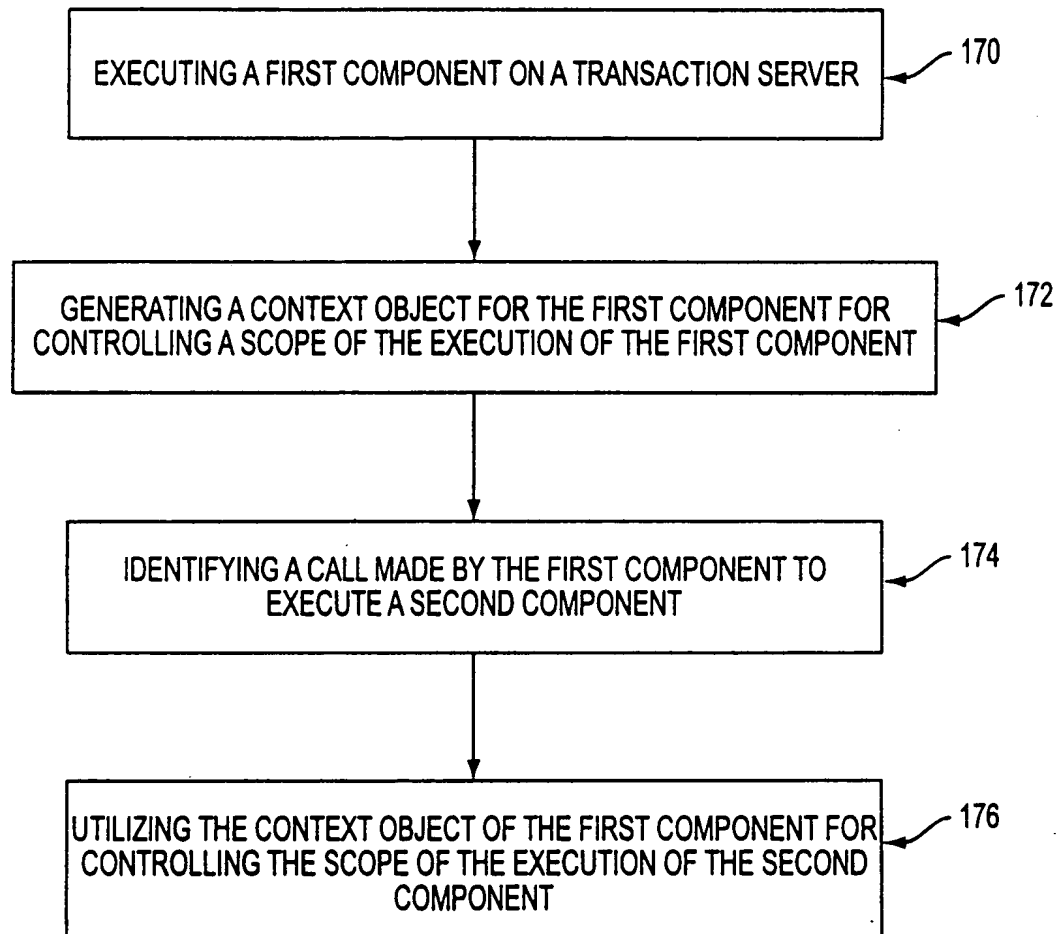 EXECUTING A FIRST COMPONENT ON A TRANSACTION SERVER
170
GENERATING A CONTEXT OBJECT FOR THE FIRST COMPONENT FOR
CONTROLLING A SCOPE OF THE EXECUTION OF THE FIRST COMPONENT
172
IDENTIFYING A CALL MADE BY THE FIRST COMPONENT TO
EXECUTE A SECOND COMPONENT
174
UTILIZING THE CONTEXT OBJECT OF THE FIRST COMPONENT FOR
CONTROLLING THE SCOPE OF THE EXECUTION OF THE SECOND
COMPONENT
176